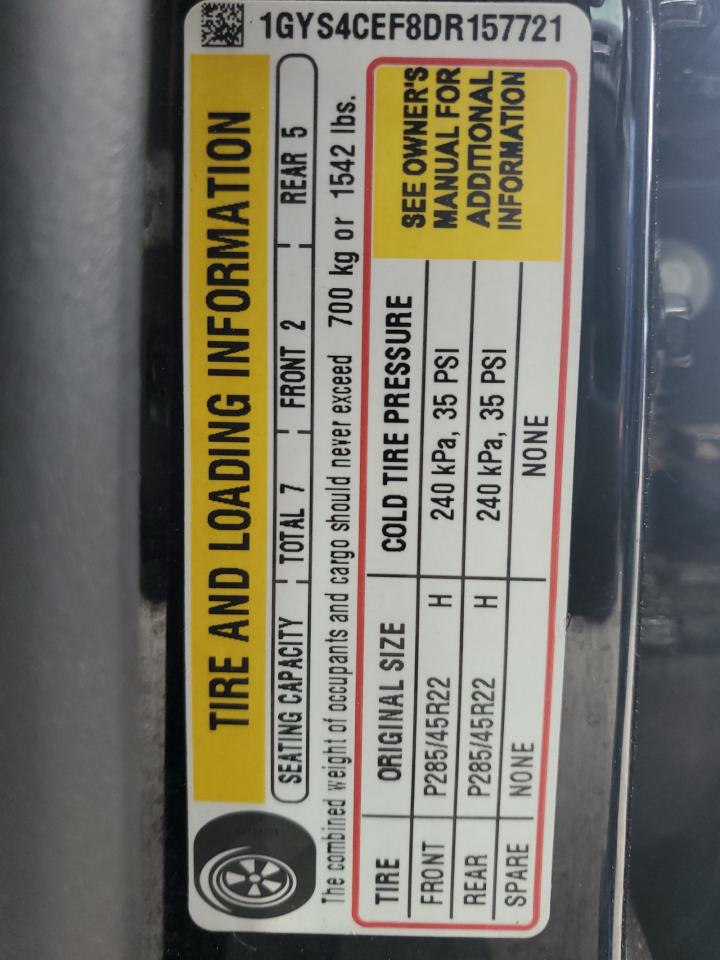 1GYS4CEF8DR157721
TIRE AND LOADING INFORMATION
SEATING CAPACITY TOTAL 7 FRONT 2 REAR 5
The combined weight of occupants and cargo should never exceed 700 kg or 1542 lbs.
TIRE ORIGINAL SIZE COLD TIRE PRESSURE
FRONT P285/45R22 H 240 kPa, 35 PSI
REAR P285/45R22 H 240 kPa, 35 PSI
SPARE NONE NONE
SEE OWNER'S
MANUAL FOR
ADDITIONAL
INFORMATION